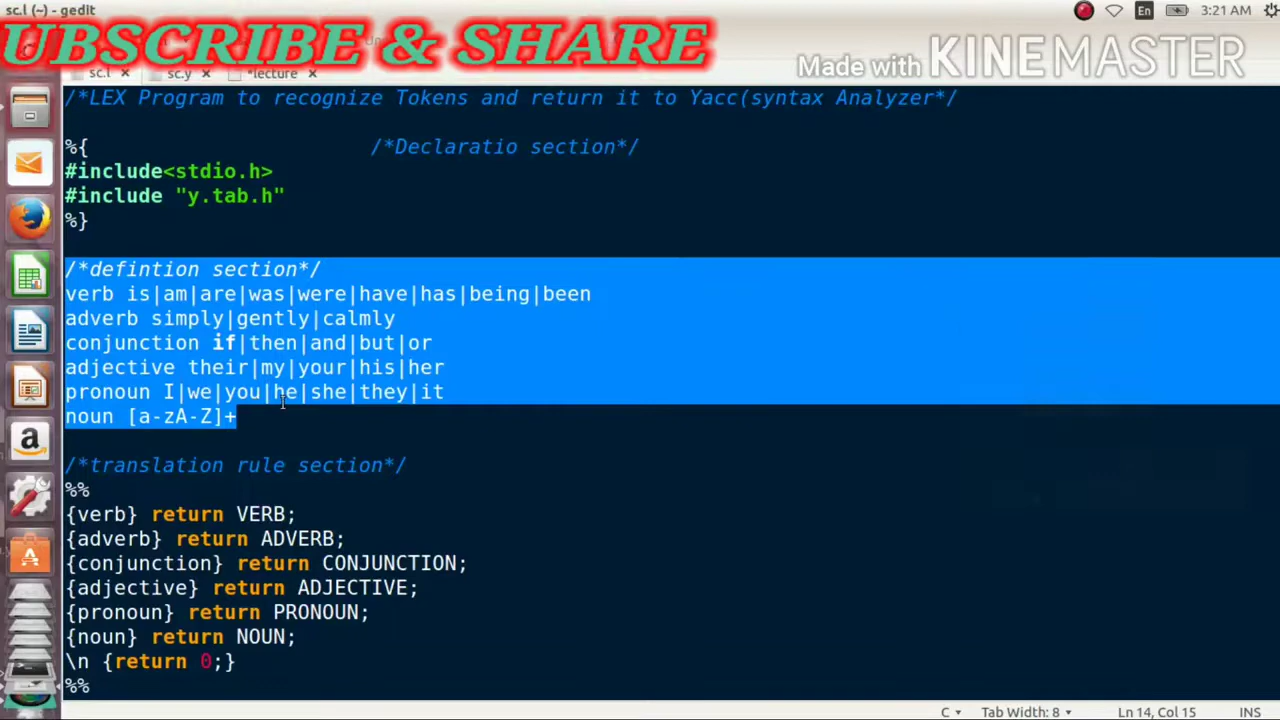 sc.l (~) - gedit
En
3:21 AM
UBSCRIBE & SHARE
Made with KINEMASTER
sc.l × sc.y × *lecture ×
/*LEX Program to recognize Tokens and return it to Yacc(syntax Analyzer*/
%{ /*Declaratio section*/
#include<stdio.h>
#include "y.tab.h"
%}
/*defintion section*/
verb is|am|are|was|were|have|has|being|been
adverb simply|gently|calmly
conjunction if|then|and|but|or
adjective their|my|your|his|her
pronoun I|we|you|he|she|they|it
noun [a-zA-Z]+
/*translation rule section*/
%%
{verb} return VERB;
{adverb} return ADVERB;
{conjunction} return CONJUNCTION;
{adjective} return ADJECTIVE;
{pronoun} return PRONOUN;
{noun} return NOUN;
\n {return 0;}
%%
C Tab Width: 8 Ln 14, Col 15 INS